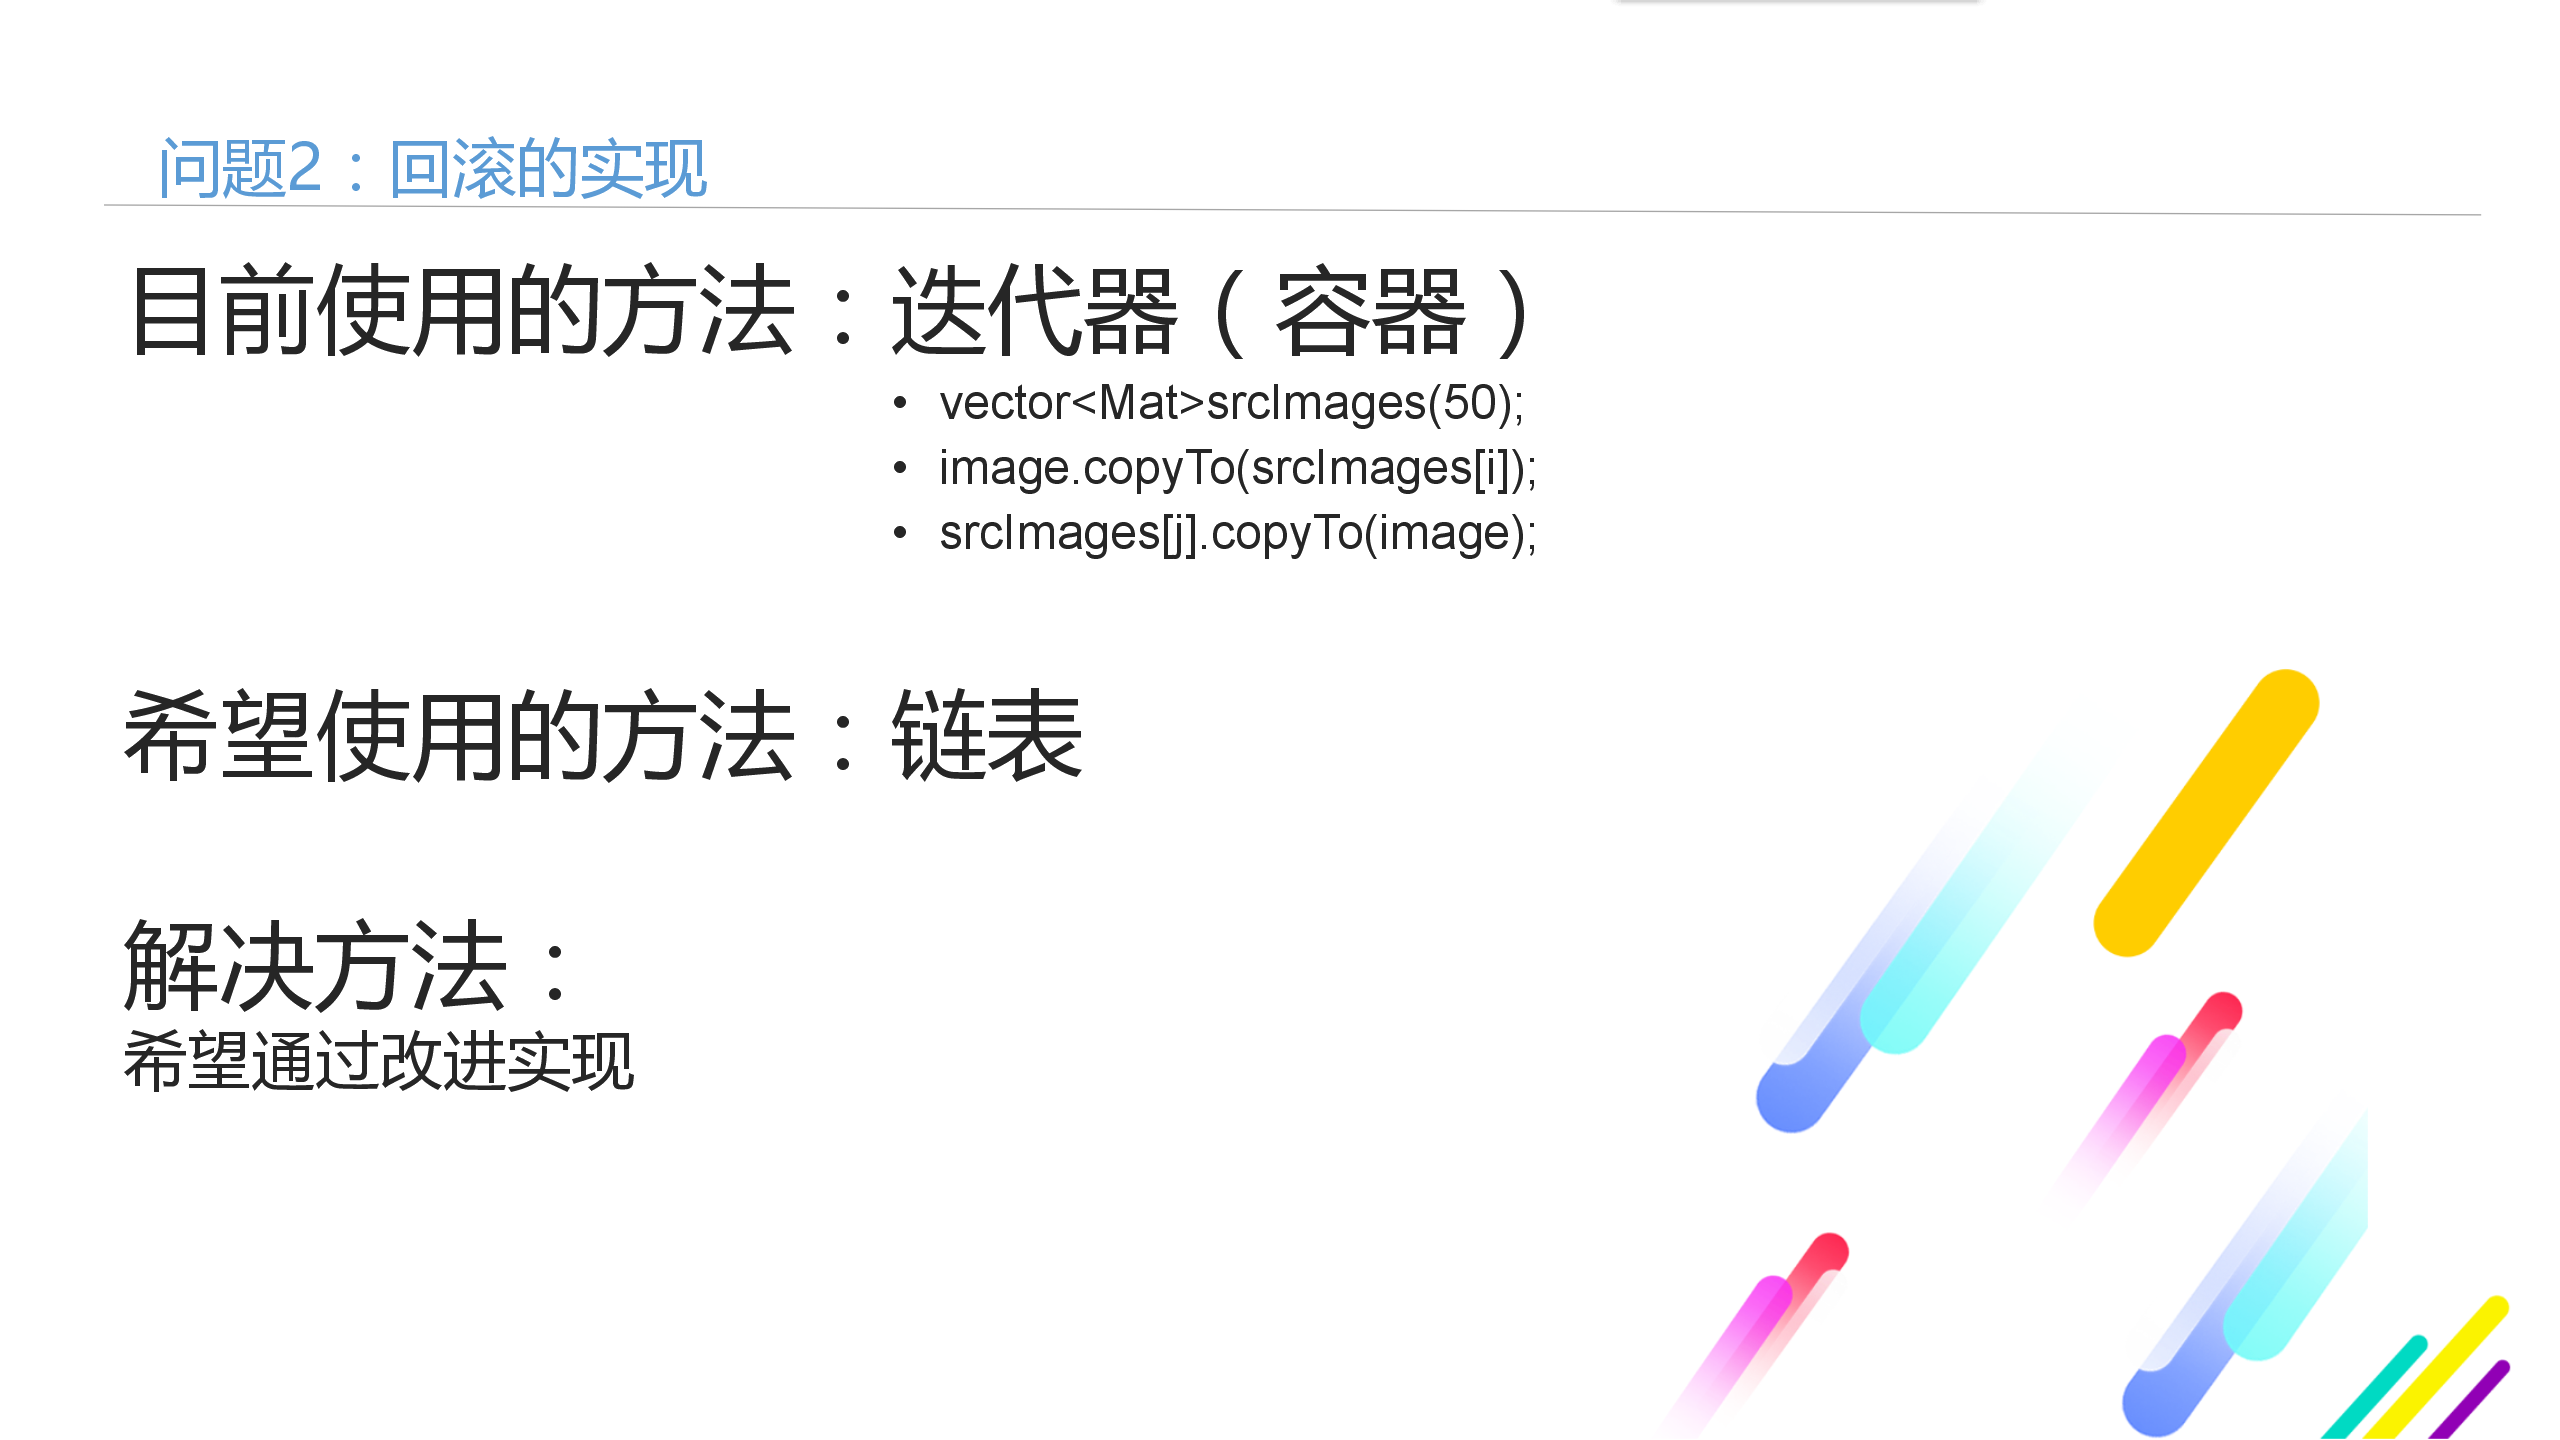 问题2：回滚的实现
目前使用的方法：迭代器（容器）
• vector<Mat>srcImages(50);
• image.copyTo(srcImages[i]);
• srcImages[j].copyTo(image);
希望使用的方法：链表
解决方法：
希望通过改进实现